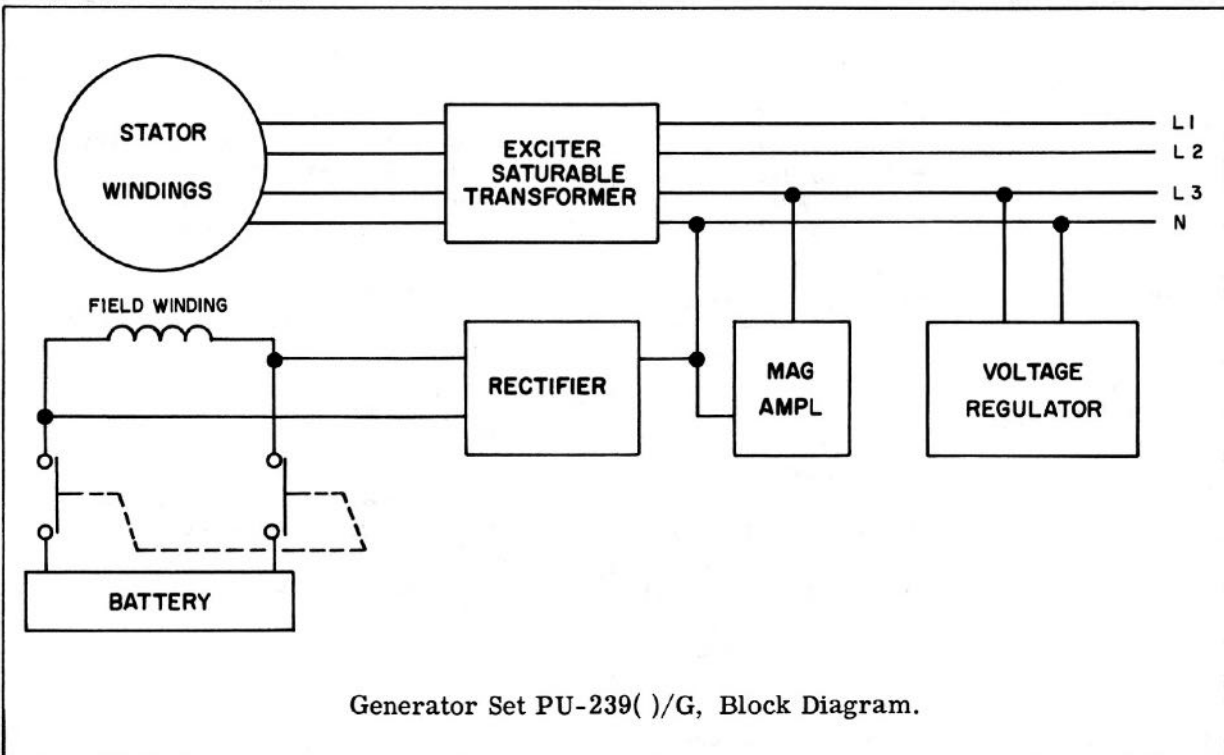 STATOR
WINDINGS
EXCITER
SATURABLE
TRANSFORMER
L1
L2
L3
N
FIELD WINDING
RECTIFIER
MAG
AMPL
VOLTAGE
REGULATOR
BATTERY
Generator Set PU-239( )/G, Block Diagram.